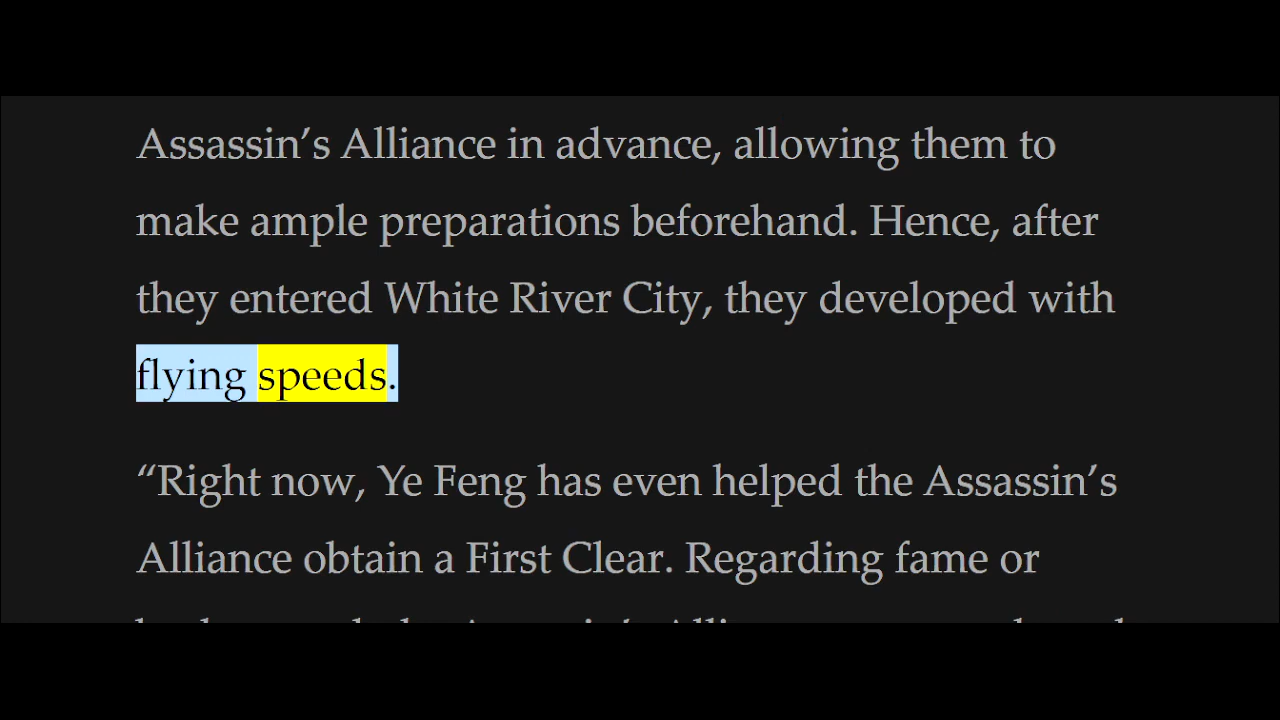 Assassin’s Alliance in advance, allowing them to
make ample preparations beforehand. Hence, after
they entered White River City, they developed with
flying speeds.
“Right now, Ye Feng has even helped the Assassin’s
Alliance obtain a First Clear. Regarding fame or